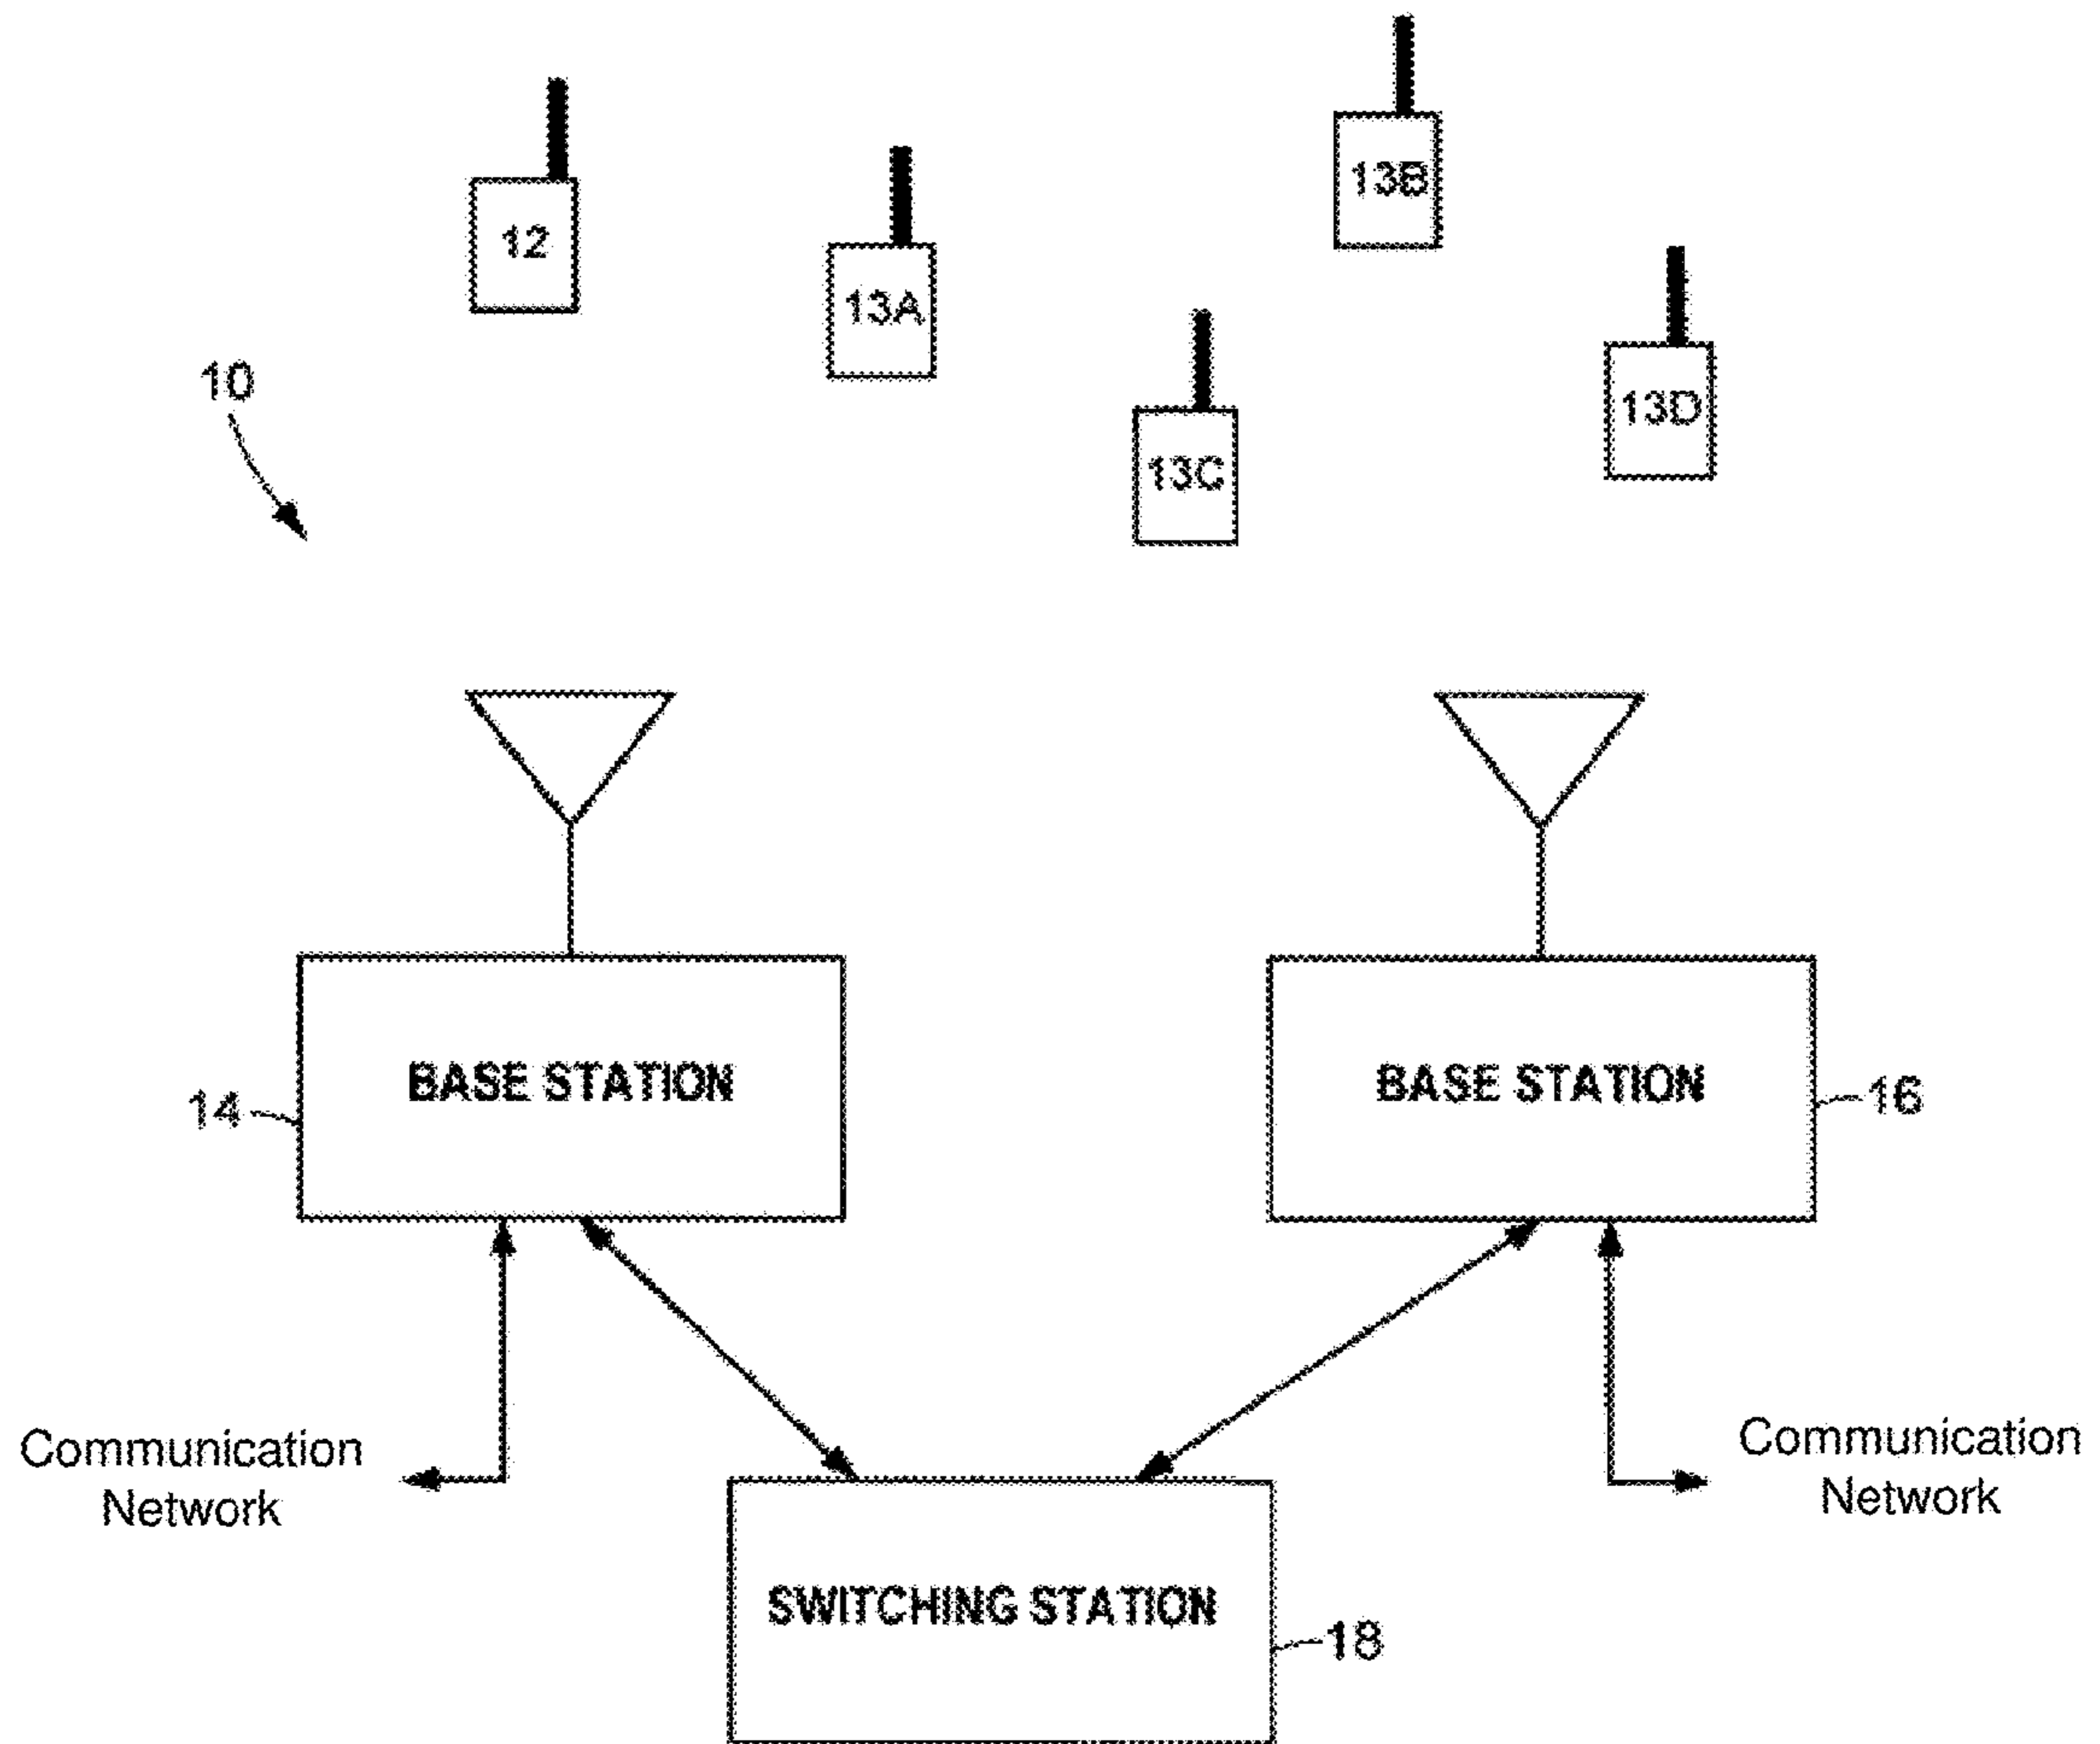 13B
12
13A
10
13D
13C
BASE STATION
BASE STATION
14
16
Communication
Network
Communication
Network
SWITCHING STATION
18